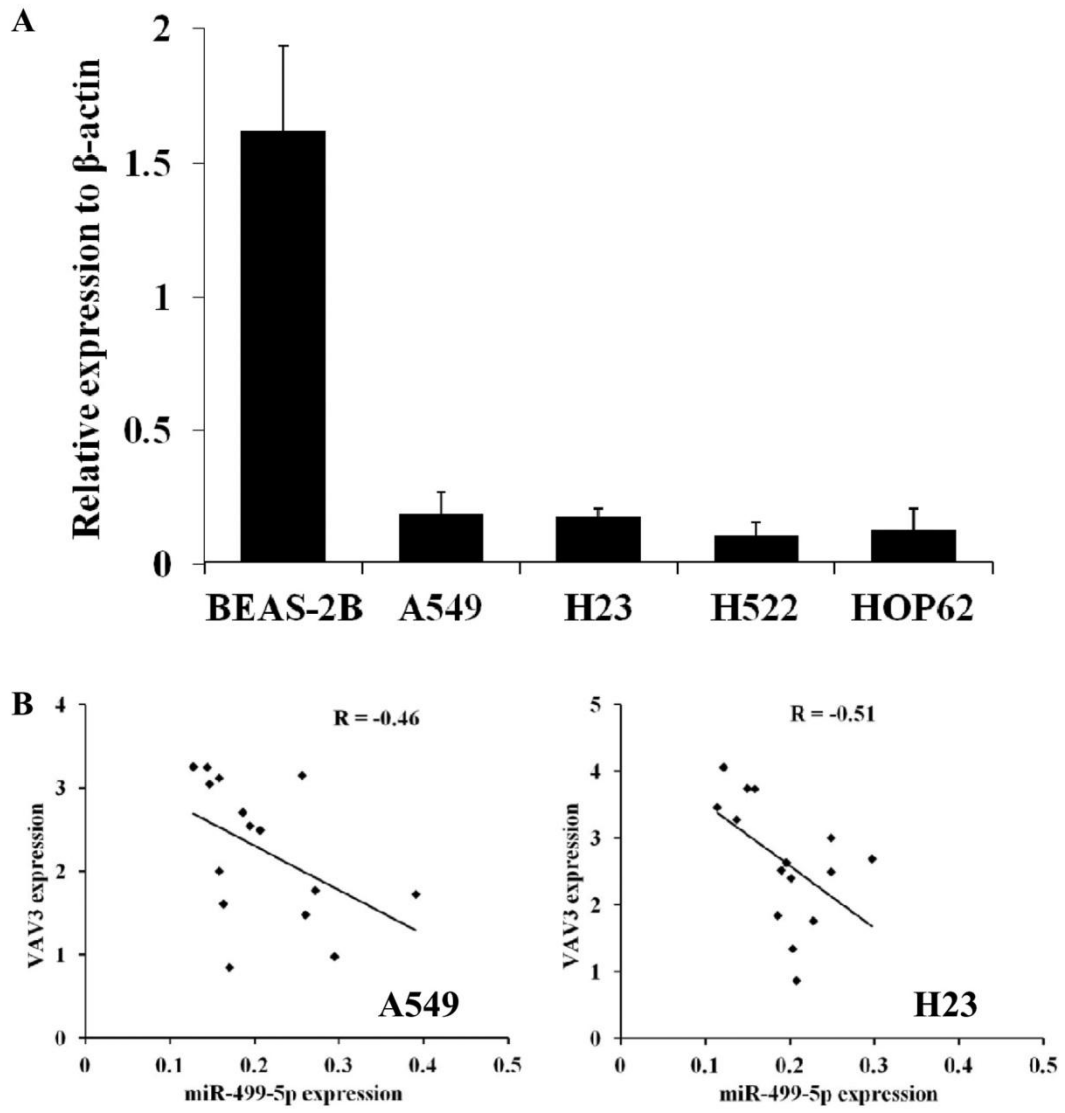 A
Relative expression to β-actin
2
1.5
1
0.5
0
BEAS-2B A549 H23 H522 HOP62
B
VAV3 expression
4
3
2
1
0
R = -0.46
A549
0 0.1 0.2 0.3 0.4 0.5
miR-499-5p expression
VAV3 expression
5
4
3
2
1
0
R = -0.51
H23
0 0.1 0.2 0.3 0.4 0.5
miR-499-5p expression